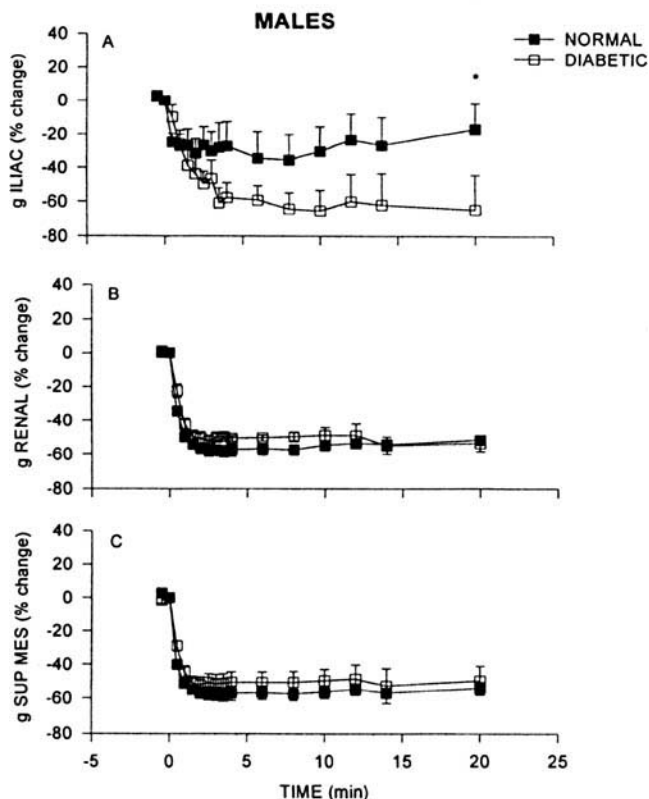 MALES
NORMAL
DIABETIC
A
*
40
20
0
-20
-40
-60
-80
g ILIAC (% change)
B
40
20
0
-20
-40
-60
-80
g RENAL (% change)
C
40
20
0
-20
-40
-60
-80
g SUP MES (% change)
-5 0 5 10 15 20 25
TIME (min)